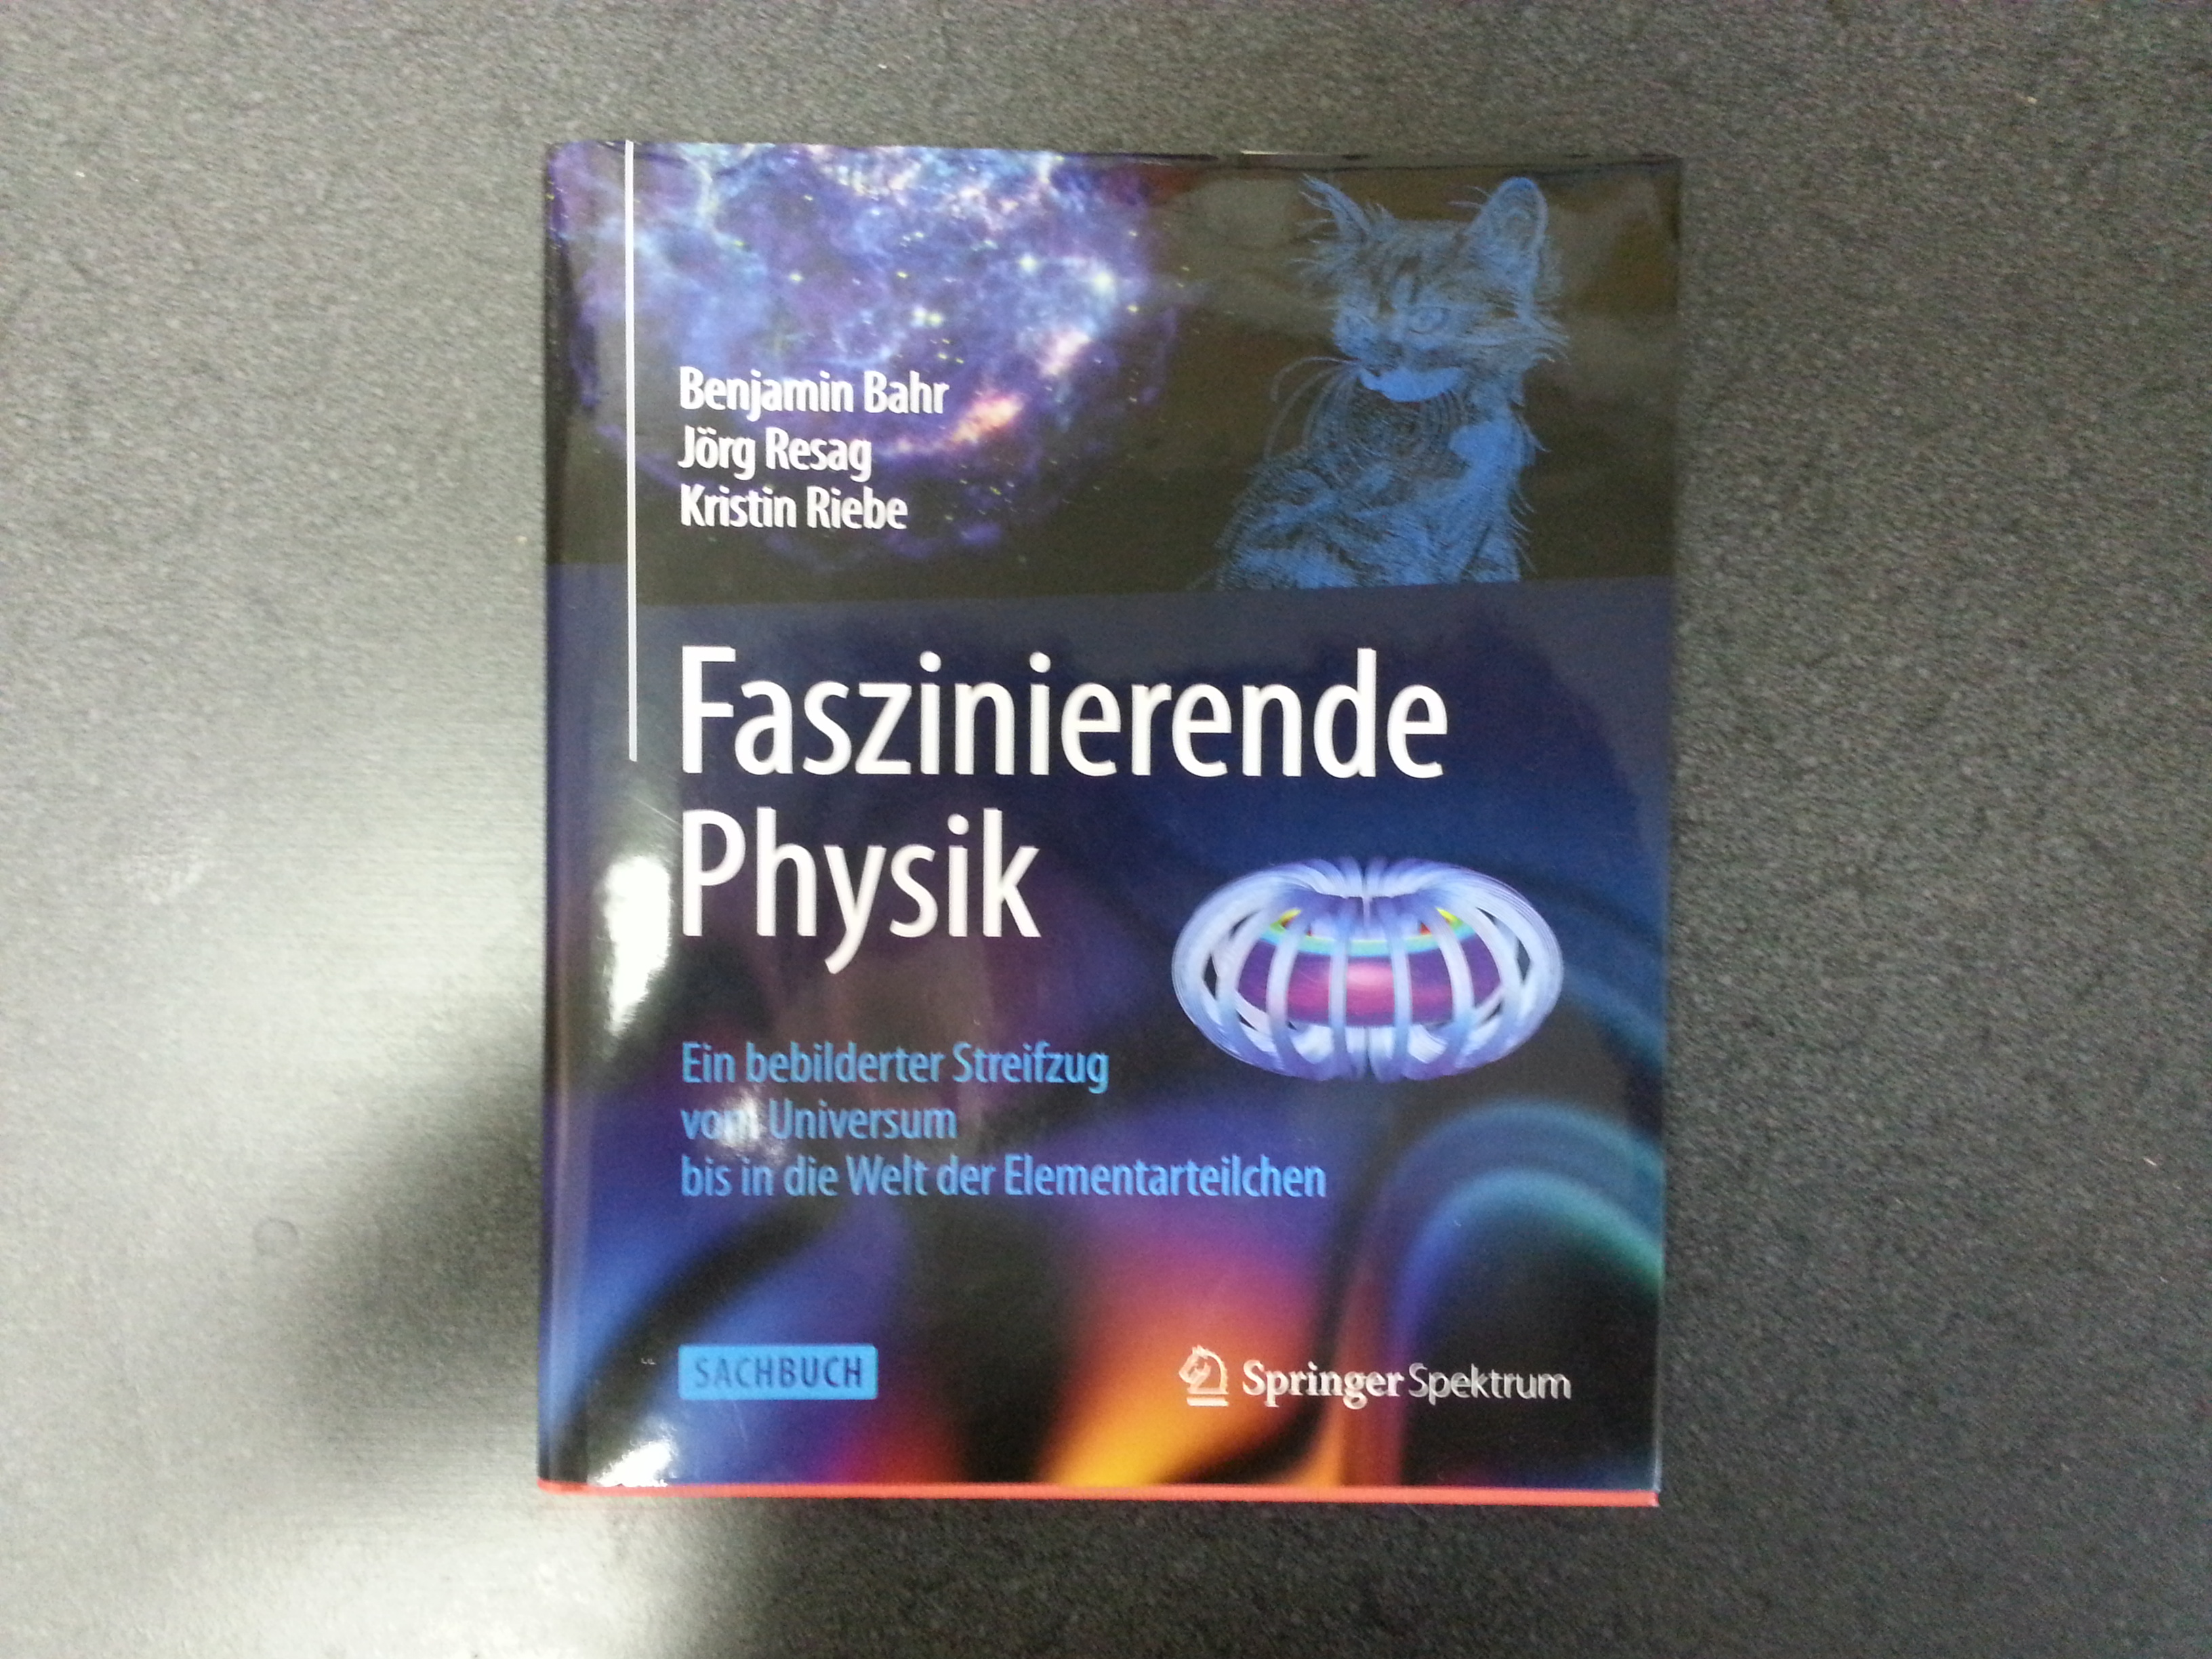 Benjamin Bahr
Jörg Resag
Kristin Riebe
Faszinierende
Physik
Ein bebilderter Streifzug
vom Universum
bis in die Welt der Elementarteilchen
SACHBUCH
Springer Spektrum